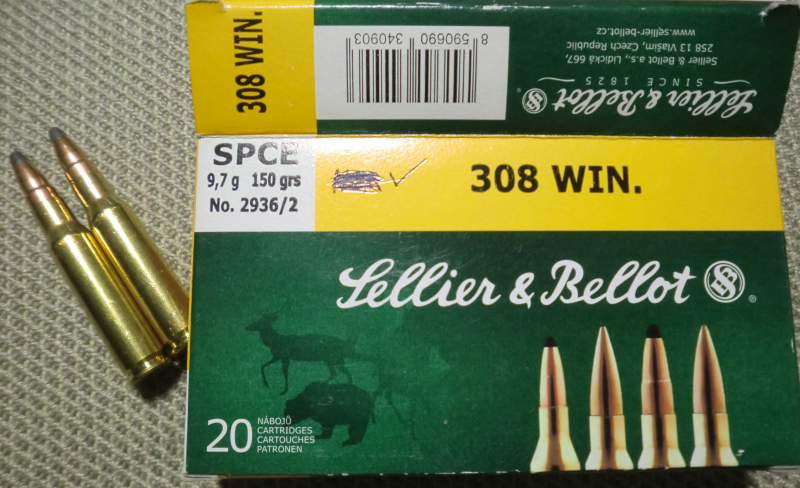 308 WIN.
8 590690 340903
Sellier & Bellot
SINCE 1825
Sellier & Bellot, a.s., Lidická 667,
258 13 Vlašim, Czech Republic
www.sellier-bellot.cz
SPCE
9,7 g 150 grs
No. 2936/2
308 WIN.
Sellier & Bellot
SB ®
20
NÁBOJŮ
CARTRIDGES
CARTOUCHES
PATRONEN